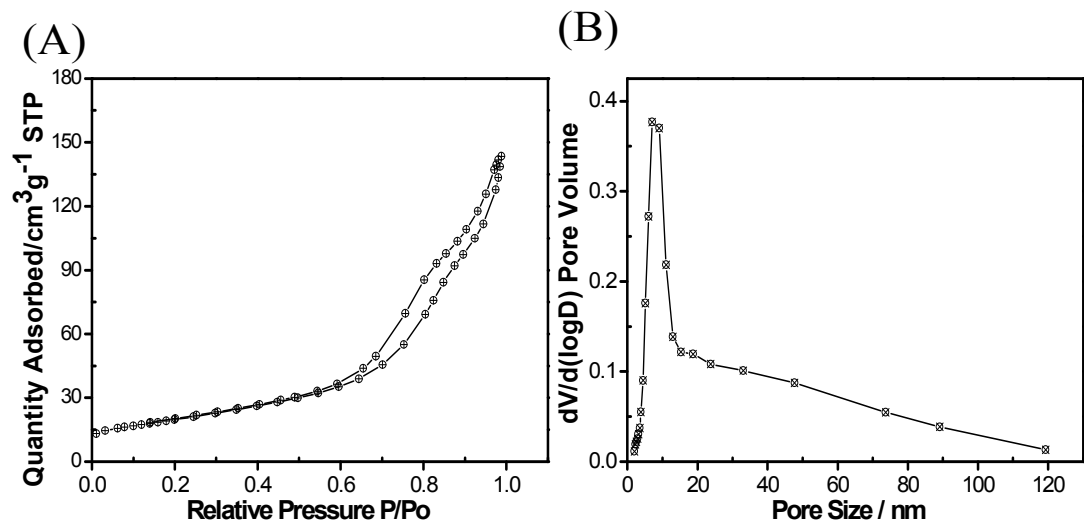 (A)
(B)
180
150
120
90
60
30
0
0.0 0.2 0.4 0.6 0.8 1.0
Quantity Adsorbed/cm³g⁻¹ STP
Relative Pressure P/Po
0.4
0.3
0.2
0.1
0.0
0 20 40 60 80 100 120
dV/d(logD) Pore Volume
Pore Size / nm